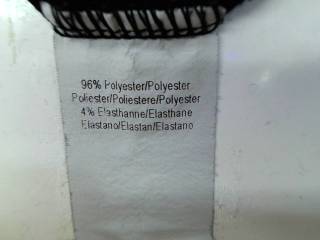 96% Polyester/Polyester
Poliester/Poliestere/Polyester
4% Elasthanne/Elasthane
Elastano/Elastan/Elastano